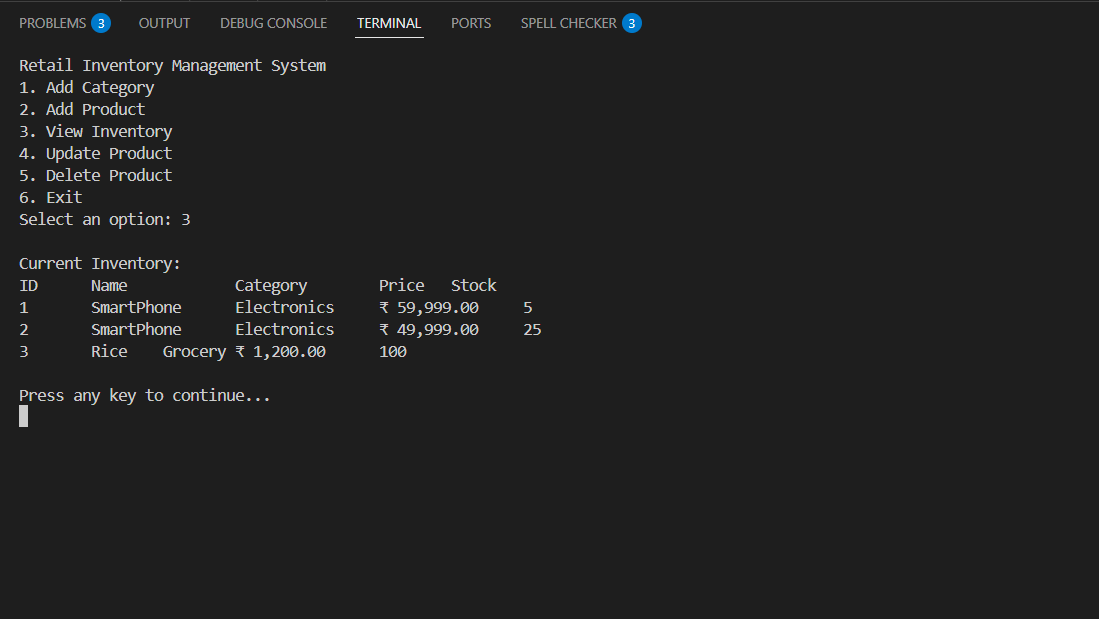 PROBLEMS 3 OUTPUT DEBUG CONSOLE TERMINAL PORTS SPELL CHECKER 3
Retail Inventory Management System
1. Add Category
2. Add Product
3. View Inventory
4. Update Product
5. Delete Product
6. Exit
Select an option: 3
Current Inventory:
ID Name Category Price Stock
1 SmartPhone Electronics ₹ 59,999.00 5
2 SmartPhone Electronics ₹ 49,999.00 25
3 Rice Grocery ₹ 1,200.00 100
Press any key to continue...